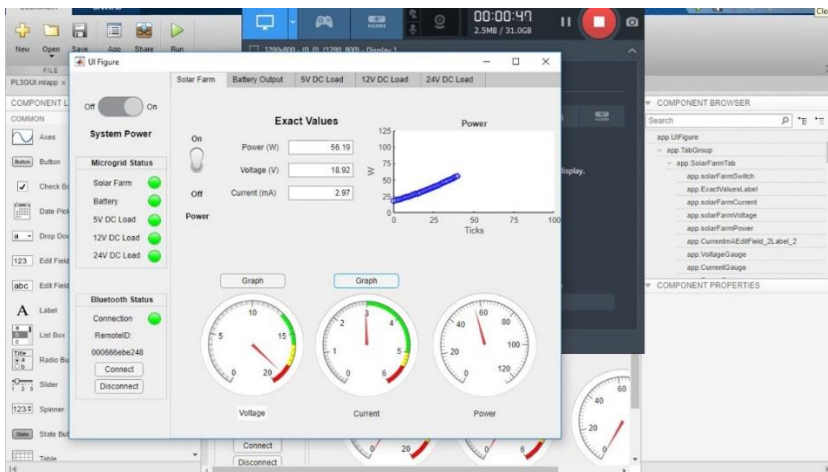 00:00:47
2.5MB / 31.0GB
New Open Save App Share Run
FILE
PL3GUI.mlapp ×
UI Figure
COMPONENT L
COMMON
Axes
Button Button
Check Bo
Date Pick
Drop Dow
123 Edit Field
abc Edit Field
A Label
List Box
Radio Bu
Slider
Spinner
State But
Table
Off On
System Power
Microgrid Status
Solar Farm
Battery
5V DC Load
12V DC Load
24V DC Load
Bluetooth Status
Connection
RemoteID:
000666ebe248
Connect
Disconnect
Solar Farm Battery Output 5V DC Load 12V DC Load 24V DC Load
On
Off
Power
Exact Values
Power (W) 56.19
Voltage (V) 18.92
Current (mA) 2.97
Power
125
100
75
50
25
0
W
0 25 50 75 100
Ticks
Graph
Graph
0 5 10 15 20
Voltage
0 1 2 3 4 5 6
Current
0 20 40 60 80 100 120
Power
Connect
Disconnect
display.
COMPONENT BROWSER
Search
app.UIFigure
app.TabGroup
app.SolarFarmTab
app.solarFarmSwitch
app.ExactValuesLabel
app.solarFarmCurrent
app.solarFarmVoltage
app.solarFarmPower
app.CurrentmAEditField_2Label_2
app.VoltageGauge
app.CurrentGauge
COMPONENT PROPERTIES
Clo